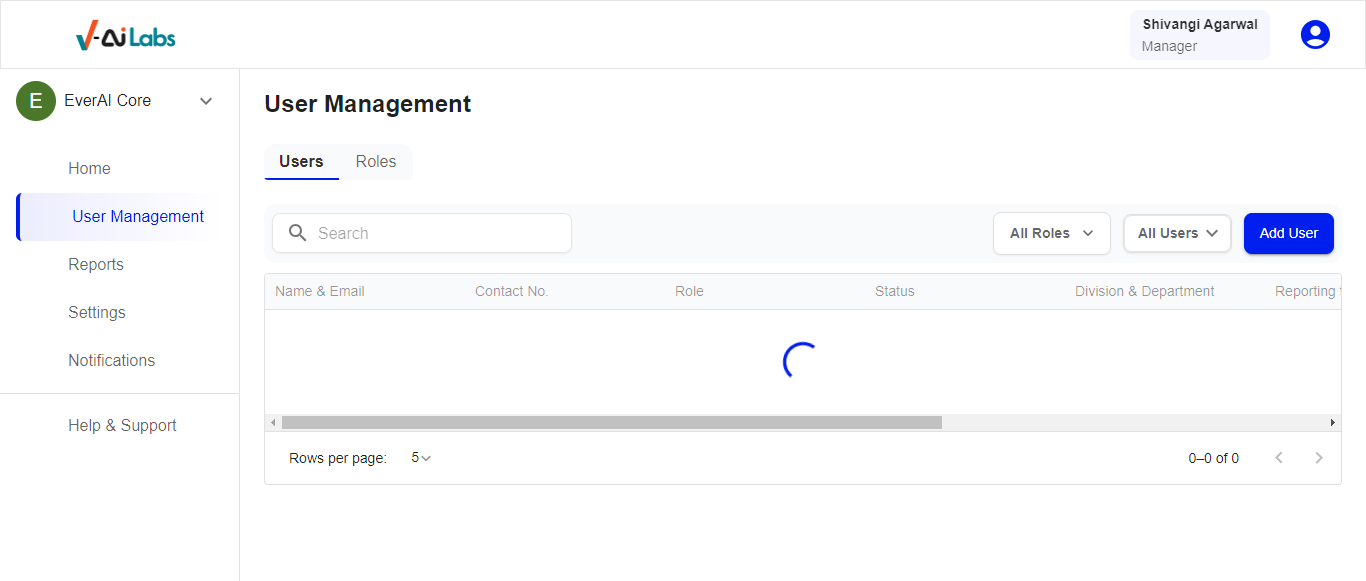 V-Ai Labs
Shivangi Agarwal
Manager
E
EverAI Core
Home
User Management
Reports
Settings
Notifications
Help & Support
User Management
Users Roles
Search
All Roles
All Users
Add User
Name & Email Contact No. Role Status Division & Department Reporting
Rows per page: 5
0–0 of 0